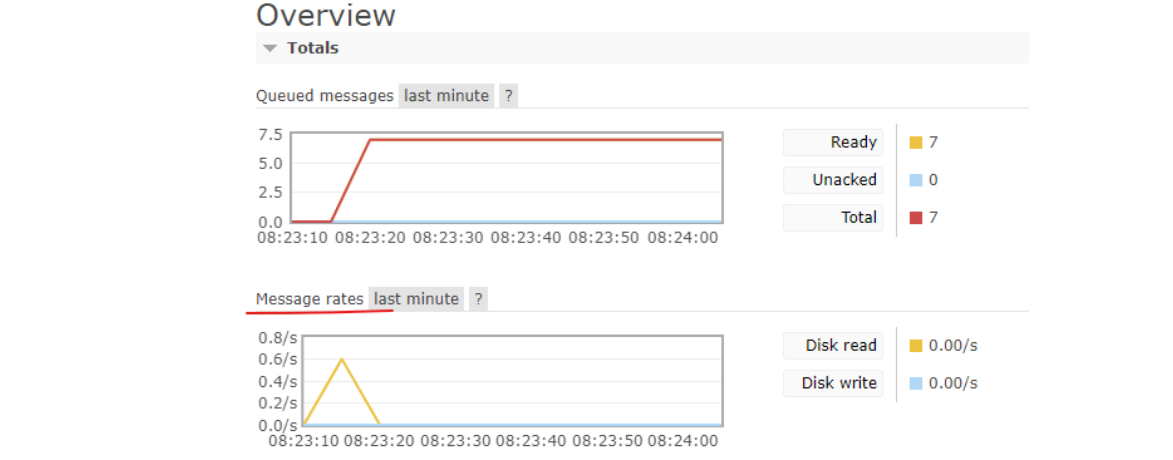 Overview
Totals
Queued messages last minute ?
7.5
5.0
2.5
0.0
08:23:10 08:23:20 08:23:30 08:23:40 08:23:50 08:24:00
Ready 7
Unacked 0
Total 7
Message rates last minute ?
0.8/s
0.6/s
0.4/s
0.2/s
0.0/s
08:23:10 08:23:20 08:23:30 08:23:40 08:23:50 08:24:00
Disk read 0.00/s
Disk write 0.00/s